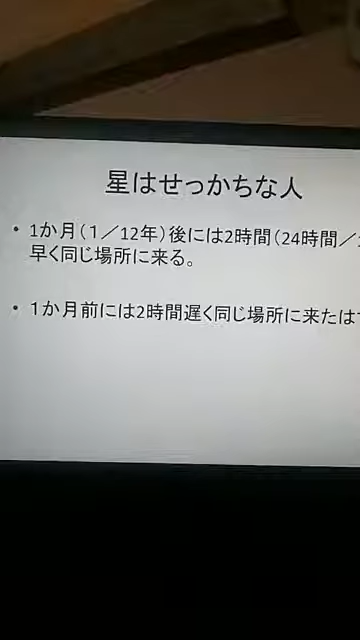 星はせっかちな人
• 1か月（1／12年）後には2時間（24時間／
早く同じ場所に来る。
• 1か月前には2時間遅く同じ場所に来たは